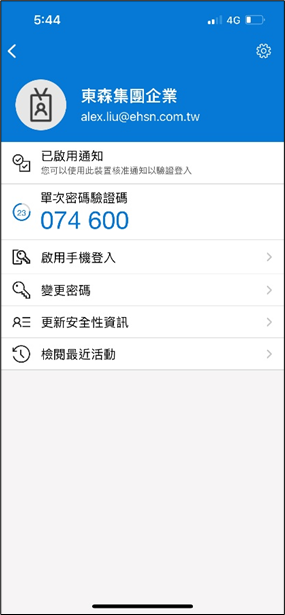 5:44
4G
東森集團企業
alex.liu@ehsn.com.tw
已啟用通知
您可以使用此裝置核准通知以驗證登入
單次密碼驗證碼
23
074 600
啟用手機登入
變更密碼
更新安全性資訊
檢閱最近活動